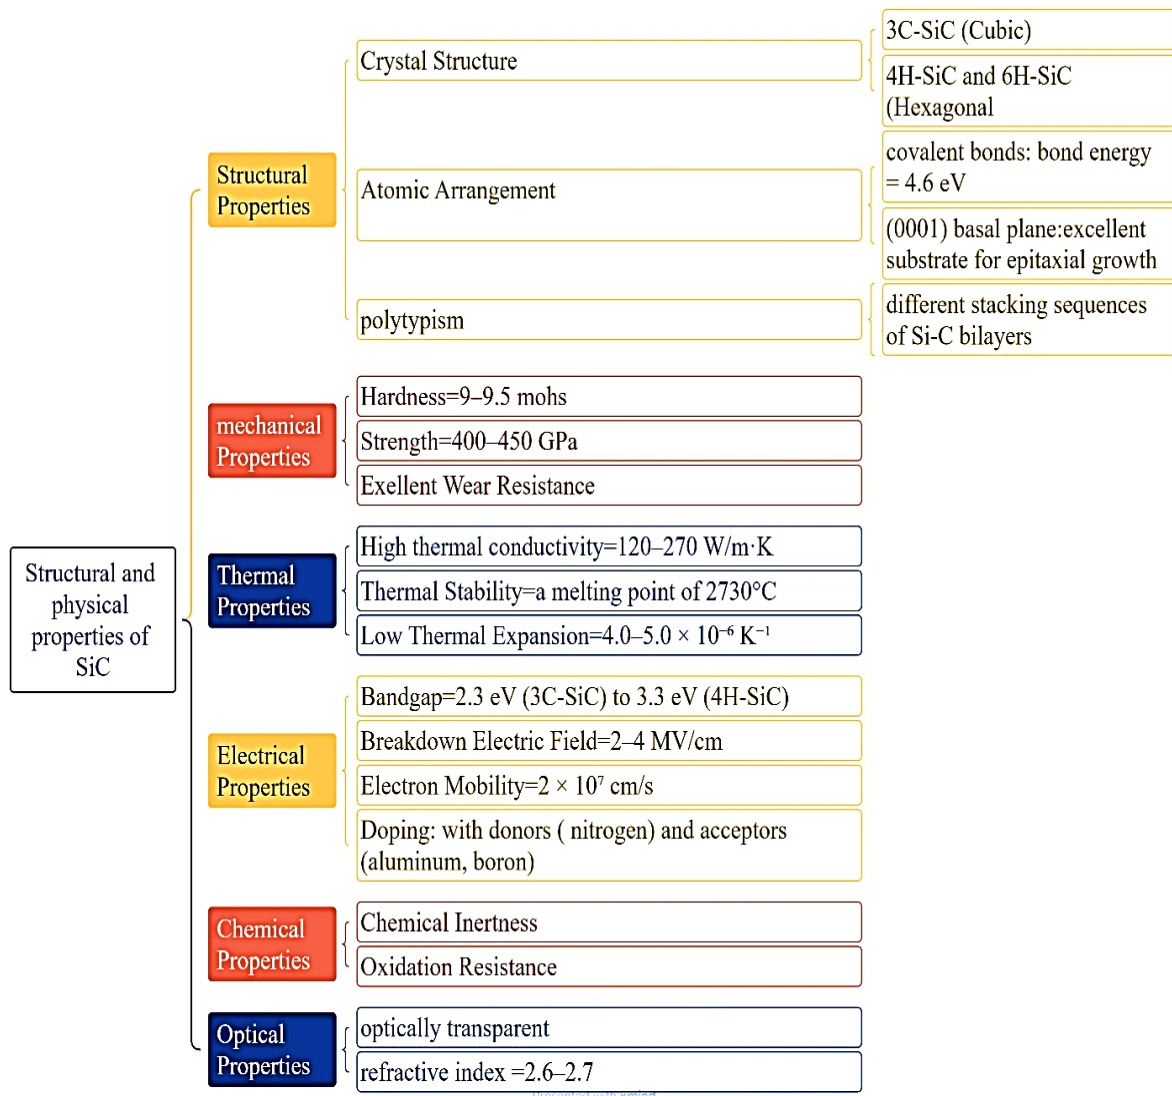 Structural and
physical
properties of
SiC
Structural
Properties
Crystal Structure
3C-SiC (Cubic)
4H-SiC and 6H-SiC
(Hexagonal
Atomic Arrangement
covalent bonds: bond energy
= 4.6 eV
(0001) basal plane:excellent
substrate for epitaxial growth
polytypism
different stacking sequences
of Si-C bilayers
mechanical
Properties
Hardness=9–9.5 mohs
Strength=400–450 GPa
Exellent Wear Resistance
Thermal
Properties
High thermal conductivity=120–270 W/m·K
Thermal Stability=a melting point of 2730°C
Low Thermal Expansion=4.0–5.0 × 10⁻⁶ K⁻¹
Electrical
Properties
Bandgap=2.3 eV (3C-SiC) to 3.3 eV (4H-SiC)
Breakdown Electric Field=2–4 MV/cm
Electron Mobility=2 × 10⁷ cm/s
Doping: with donors ( nitrogen) and acceptors
(aluminum, boron)
Chemical
Properties
Chemical Inertness
Oxidation Resistance
Optical
Properties
optically transparent
refractive index =2.6–2.7
Presented with xmind